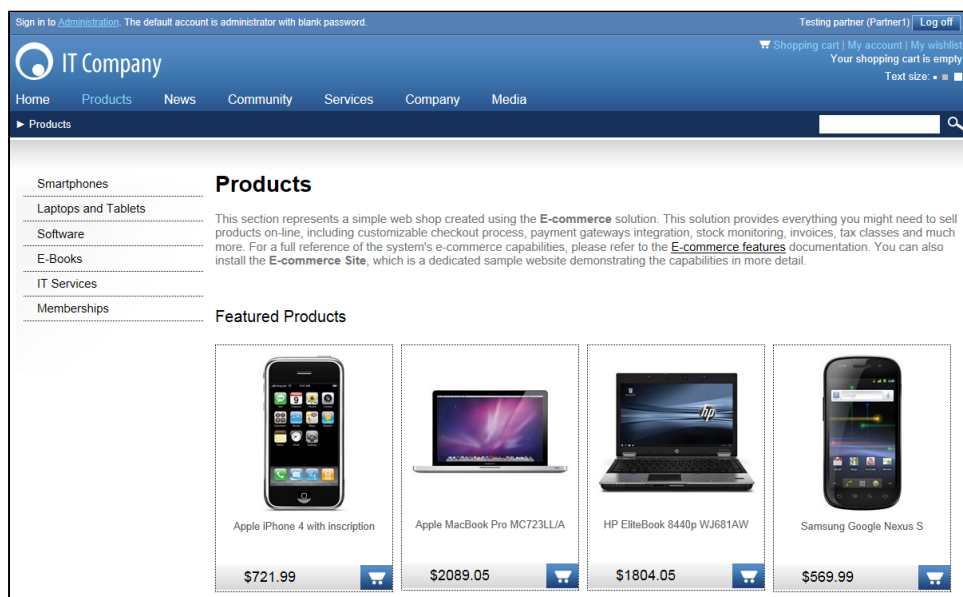 Sign in to Administration. The default account is administrator with blank password.
Testing partner (Partner1) Log off
Shopping cart | My account | My wishlist
Your shopping cart is empty
Text size:
IT Company
Home Products News Community Services Company Media
► Products
Smartphones
Laptops and Tablets
Software
E-Books
IT Services
Memberships
Products
This section represents a simple web shop created using the E-commerce solution. This solution provides everything you might need to sell
products on-line, including customizable checkout process, payment gateways integration, stock monitoring, invoices, tax classes and much
more. For a full reference of the system's e-commerce capabilities, please refer to the E-commerce features documentation. You can also
install the E-commerce Site, which is a dedicated sample website demonstrating the capabilities in more detail.
Featured Products
hp
Apple iPhone 4 with inscription
Apple MacBook Pro MC723LL/A
HP EliteBook 8440p WJ681AW
Samsung Google Nexus S
$721.99
$2089.05
$1804.05
$569.99